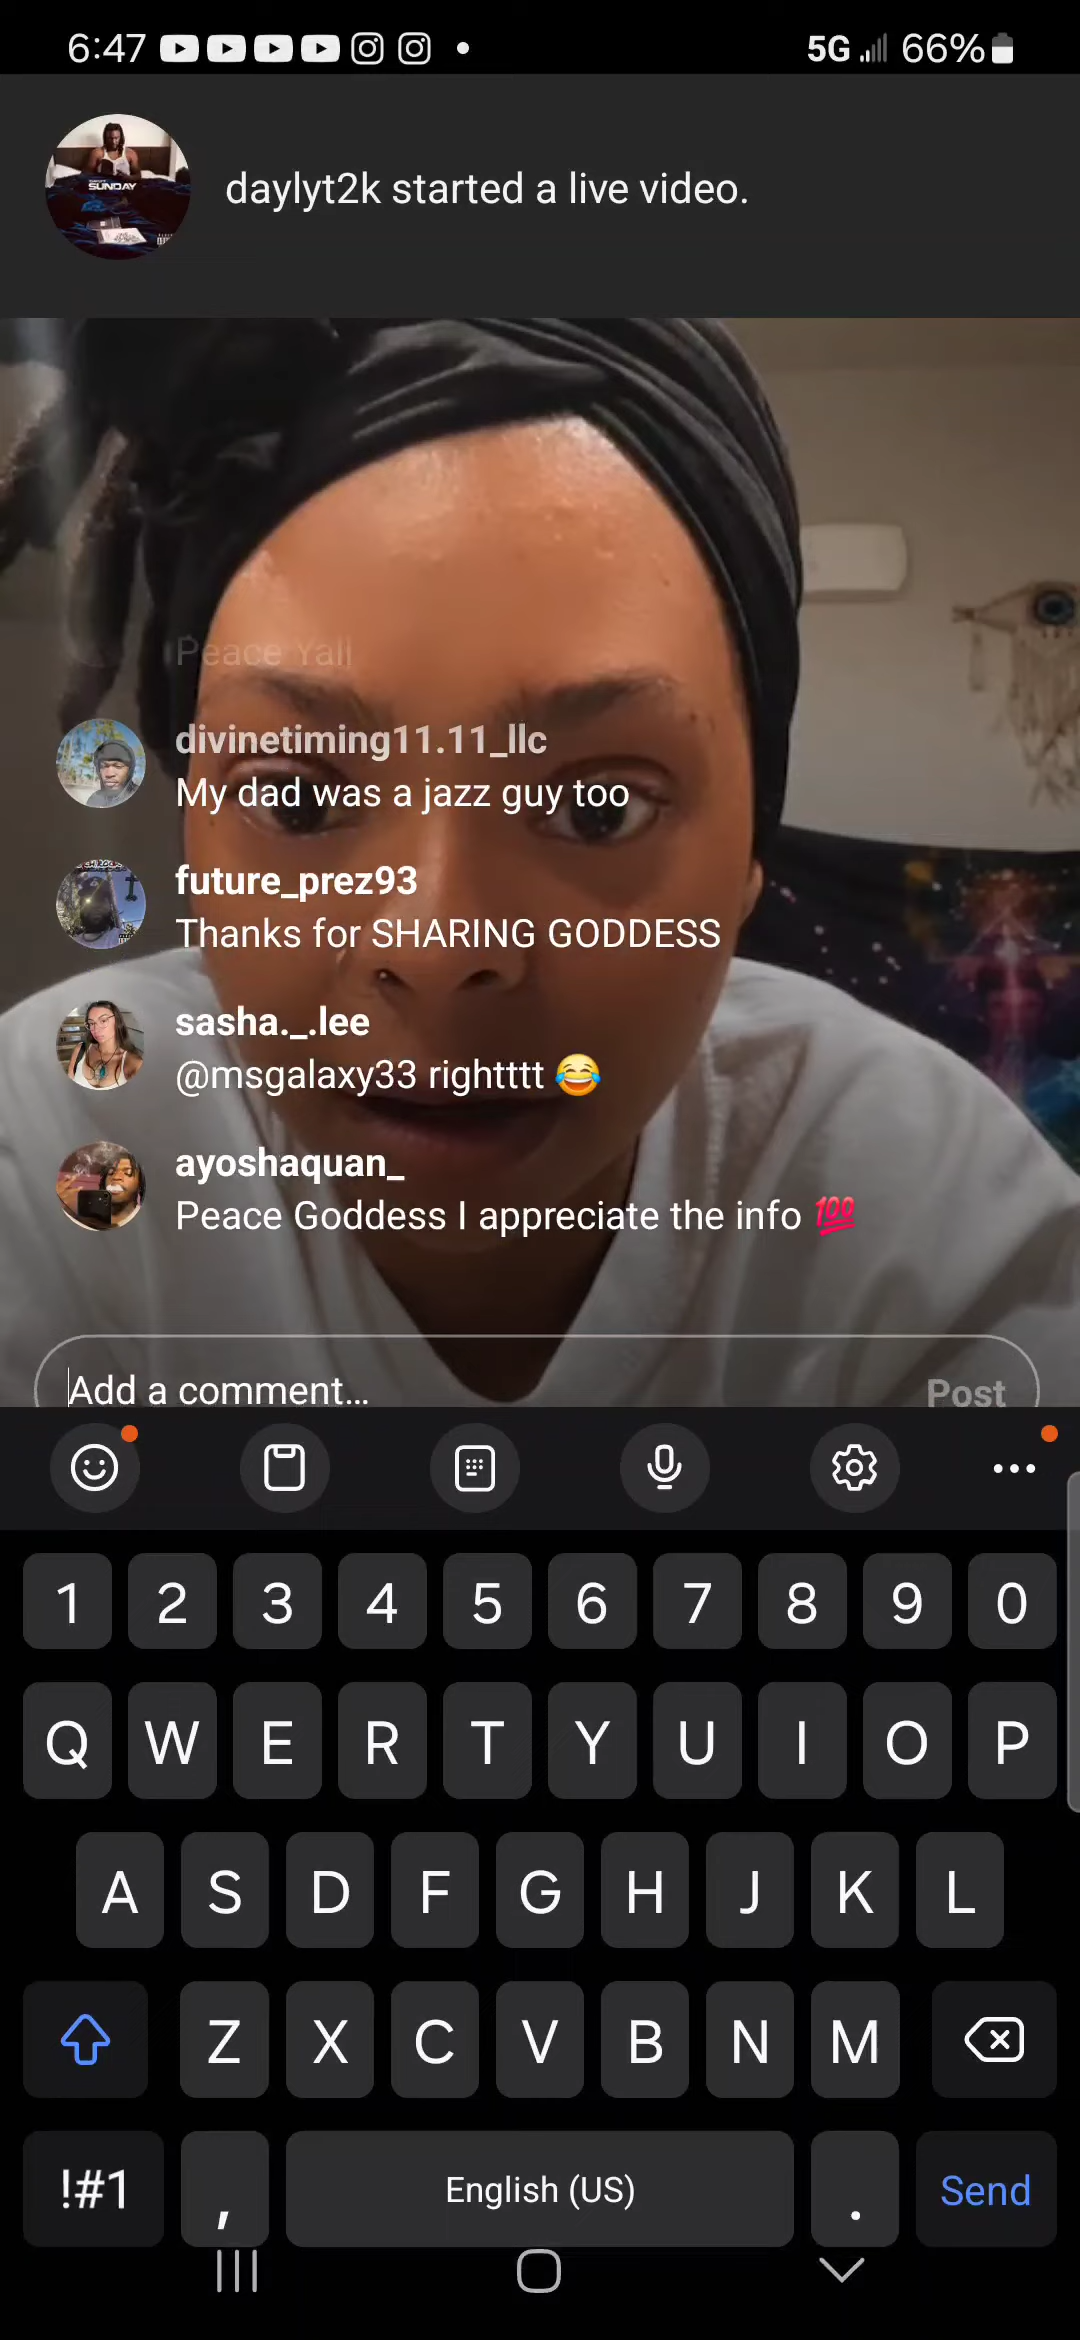 6:47
5G 66%
SUNDAY
daylyt2k started a live video.
Peace Yall
divinetiming11.11_llc
My dad was a jazz guy too
future_prez93
Thanks for SHARING GODDESS
sasha._.lee
@msgalaxy33 rightttt 😂
ayoshaquan_
Peace Goddess I appreciate the info 💯
Add a comment...
Post
1 2 3 4 5 6 7 8 9 0
Q W E R T Y U I O P
A S D F G H J K L
Z X C V B N M
!#1 , English (US) . Send